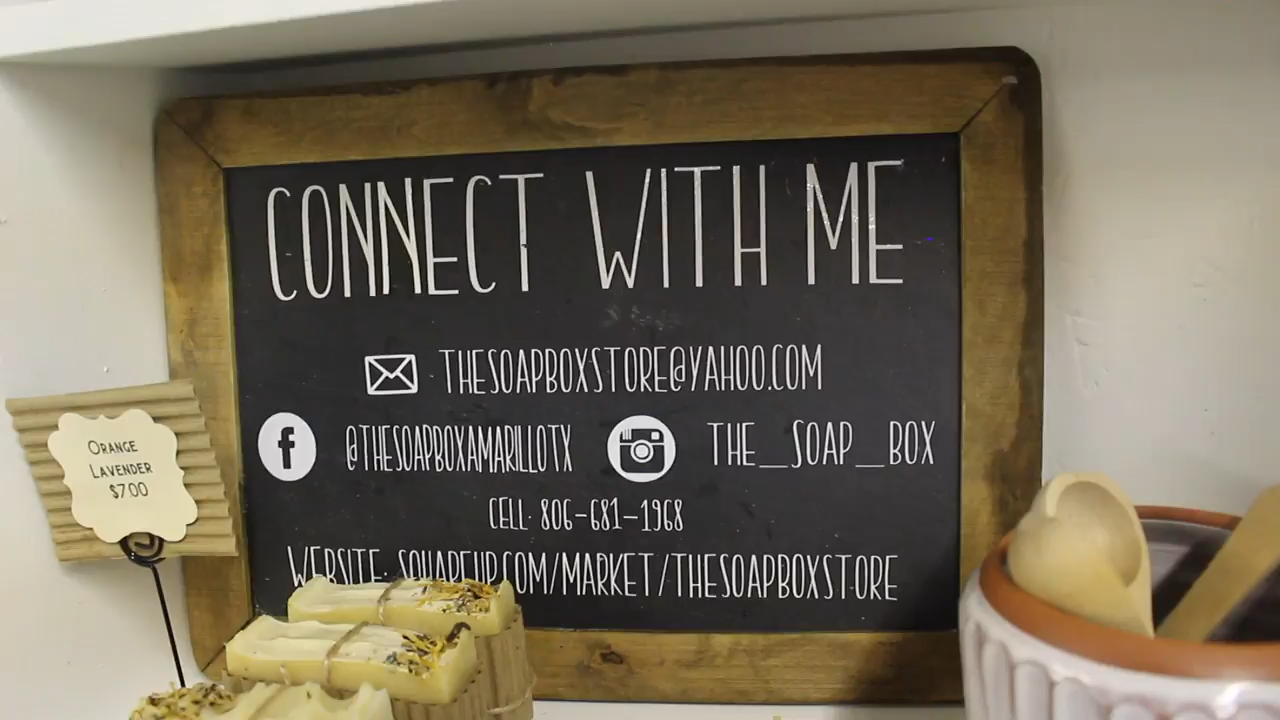 CONNECT WITH ME
THESOAPBOXSTORE@YAHOO.COM
@THESOAPBOXAMARILLOTX THE__SOAP__BOX
CELL: 806-681-1968
WEBSITE: SQUAREUP.COM/MARKET/THESOAPBOXSTORE
ORANGE
LAVENDER
$7.00